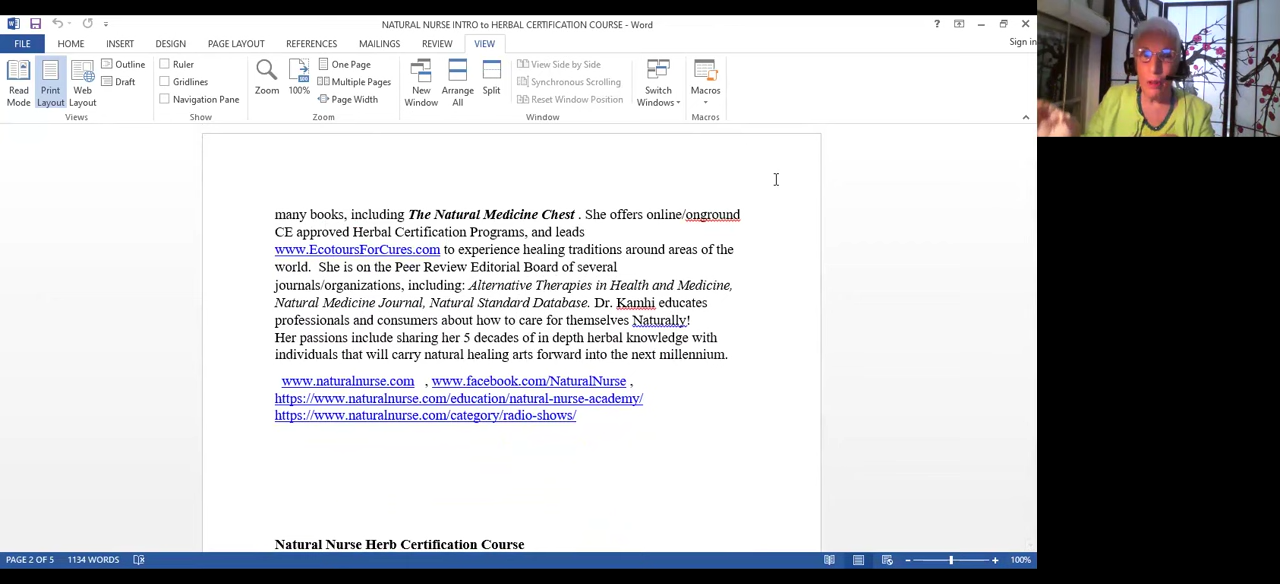 NATURAL NURSE INTRO to HERBAL CERTIFICATION COURSE - Word
FILE HOME INSERT DESIGN PAGE LAYOUT REFERENCES MAILINGS REVIEW VIEW Sign in
Read Mode
Print Layout
Web Layout
Outline
Draft
Views
Ruler
Gridlines
Navigation Pane
Show
Zoom
100%
One Page
Multiple Pages
Page Width
Zoom
New Window
Arrange All
Split
View Side by Side
Synchronous Scrolling
Reset Window Position
Switch Windows
Window
Macros
Macros
many books, including The Natural Medicine Chest . She offers online/onground
CE approved Herbal Certification Programs, and leads
www.EcotoursForCures.com to experience healing traditions around areas of the
world.  She is on the Peer Review Editorial Board of several
journals/organizations, including: Alternative Therapies in Health and Medicine,
Natural Medicine Journal, Natural Standard Database. Dr. Kamhi educates
professionals and consumers about how to care for themselves Naturally!
Her passions include sharing her 5 decades of in depth herbal knowledge with
individuals that will carry natural healing arts forward into the next millennium.
www.naturalnurse.com , www.facebook.com/NaturalNurse ,
https://www.naturalnurse.com/education/natural-nurse-academy/
https://www.naturalnurse.com/category/radio-shows/
Natural Nurse Herb Certification Course
PAGE 2 OF 5 1134 WORDS 100%